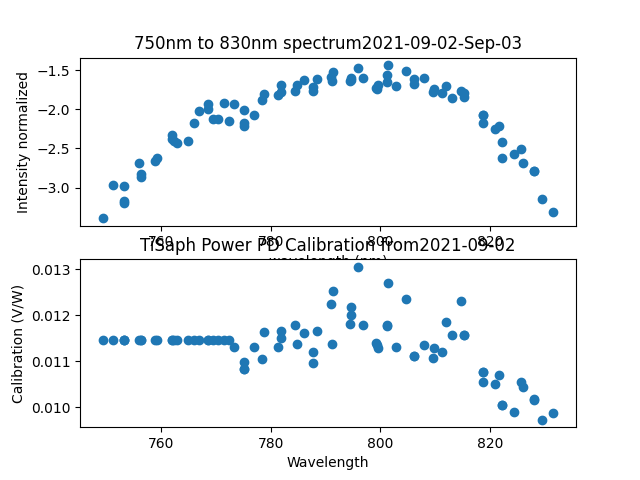 750nm to 830nm spectrum2021-09-02-Sep-03
Intensity normalized
−1.5
−2.0
−2.5
−3.0
760 780 800 820
wavelength (nm)
TiSaph Power PD Calibration from2021-09-02
Calibration (V/W)
0.013
0.012
0.011
0.010
760 780 800 820
Wavelength